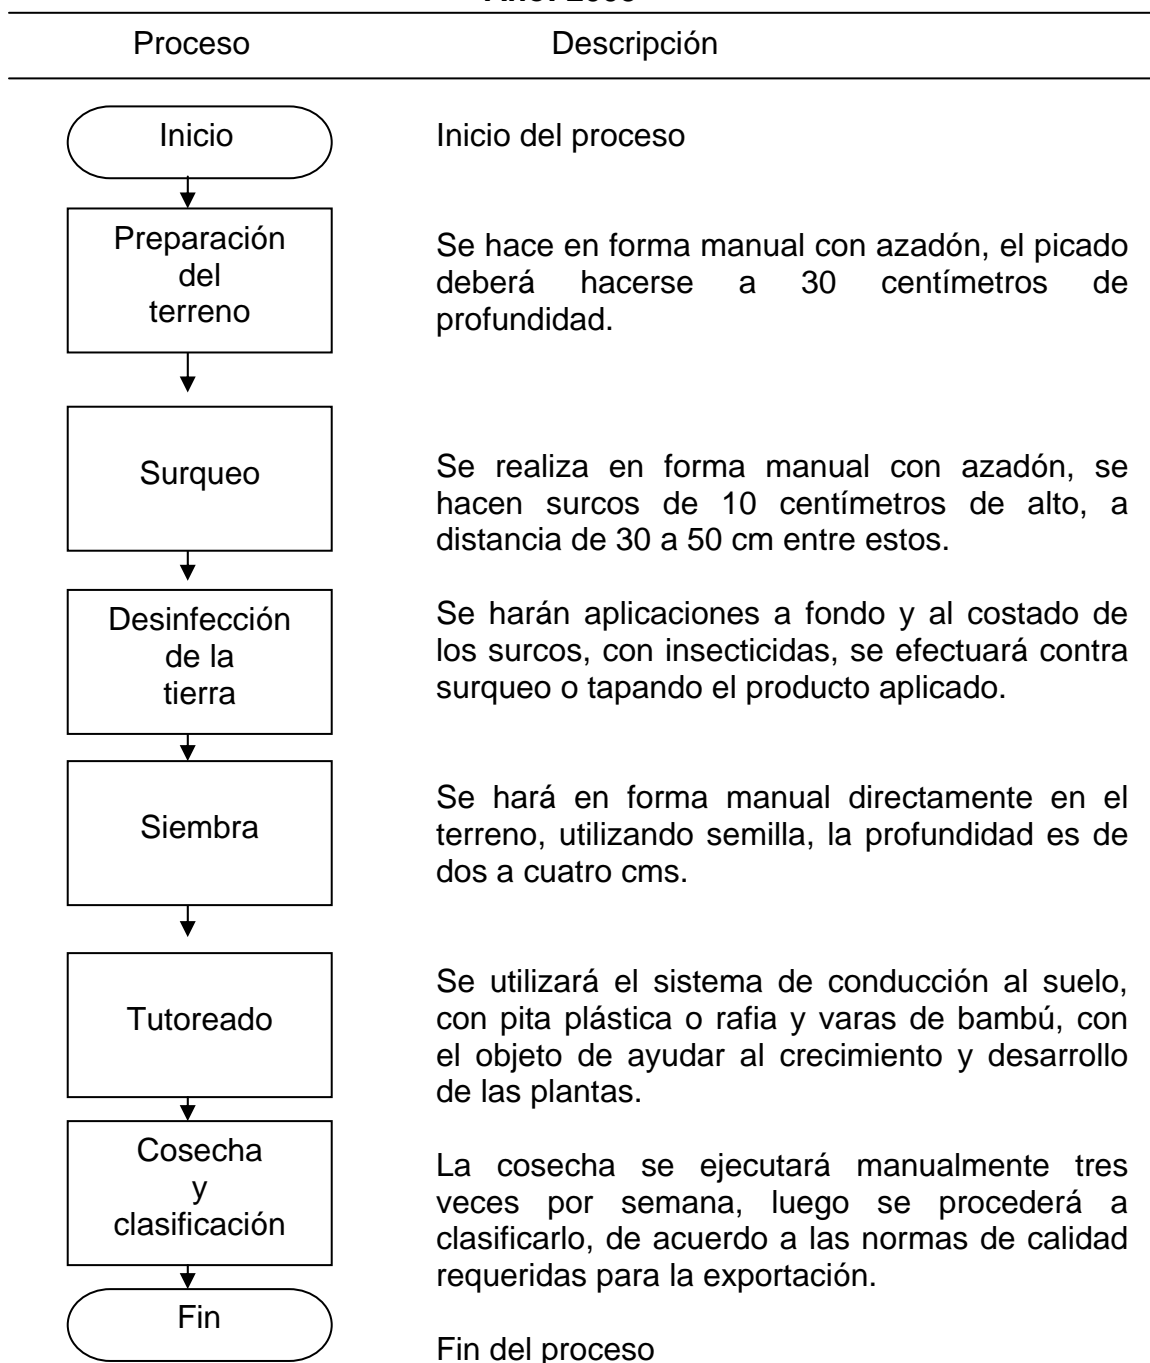 Proceso Descripción
Inicio
Inicio del proceso
Preparación
del
terreno
Se hace en forma manual con azadón, el picado
deberá hacerse a 30 centímetros de
profundidad.
Surqueo
Se realiza en forma manual con azadón, se
hacen surcos de 10 centímetros de alto, a
distancia de 30 a 50 cm entre estos.
Desinfección
de la
tierra
Se harán aplicaciones a fondo y al costado de
los surcos, con insecticidas, se efectuará contra
surqueo o tapando el producto aplicado.
Siembra
Se hará en forma manual directamente en el
terreno, utilizando semilla, la profundidad es de
dos a cuatro cms.
Tutoreado
Se utilizará el sistema de conducción al suelo,
con pita plástica o rafia y varas de bambú, con
el objeto de ayudar al crecimiento y desarrollo
de las plantas.
Cosecha
y
clasificación
La cosecha se ejecutará manualmente tres
veces por semana, luego se procederá a
clasificarlo, de acuerdo a las normas de calidad
requeridas para la exportación.
Fin
Fin del proceso